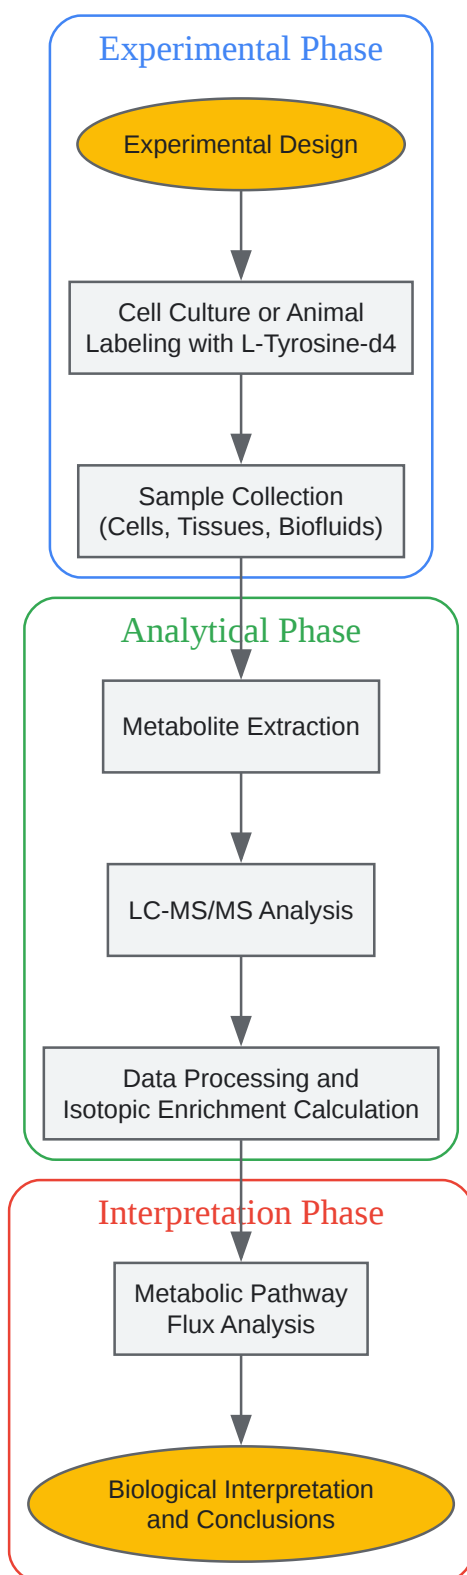 Experimental Phase
Experimental Design
Cell Culture or Animal
Labeling with L-Tyrosine-d4
Sample Collection
(Cells, Tissues, Biofluids)
Analytical Phase
Metabolite Extraction
LC-MS/MS Analysis
Data Processing and
Isotopic Enrichment Calculation
Interpretation Phase
Metabolic Pathway
Flux Analysis
Biological Interpretation
and Conclusions